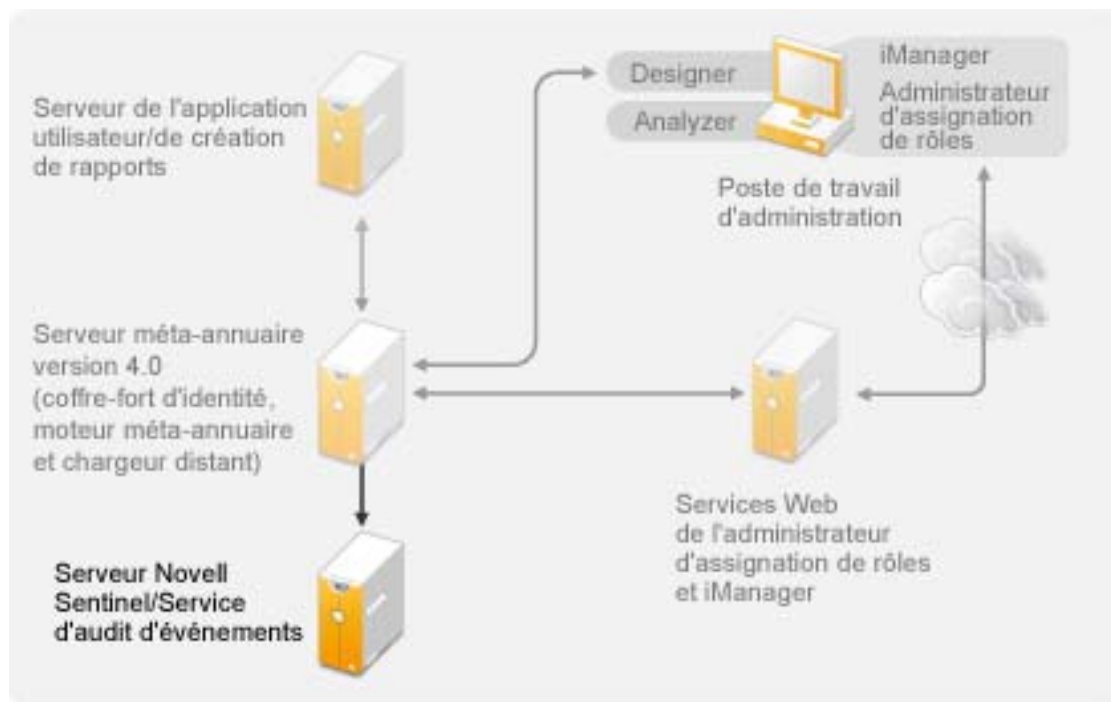 Serveur de l'application
utilisateur/de création
de rapports
Designer
Analyzer
iManager
Administrateur
d'assignation
de rôles
Poste de travail
d'administration
Serveur méta-annuaire
version 4.0
(coffre-fort d'identité,
moteur méta-annuaire
et chargeur distant)
Services Web
de l'administrateur
d'assignation de rôles
et iManager
Serveur Novell
Sentinel/Service
d'audit d'événements